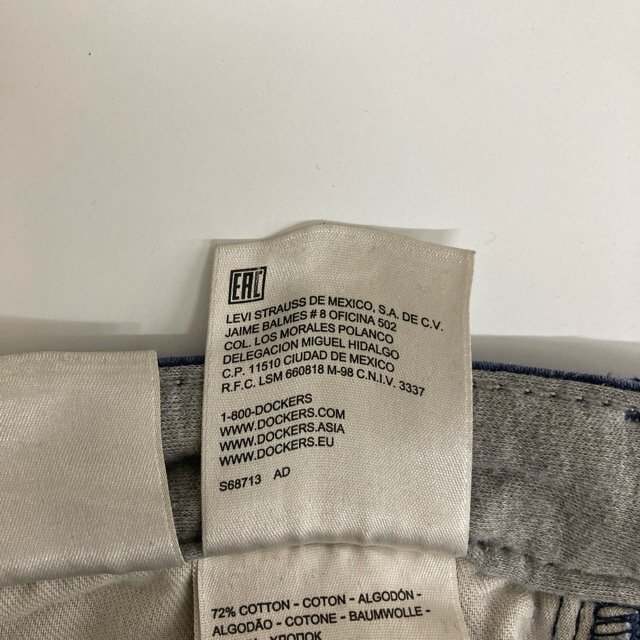 EAC
LEVI STRAUSS DE MEXICO, S.A. DE C.V.
JAIME BALMES # 8 OFICINA 502
COL. LOS MORALES POLANCO
DELEGACION MIGUEL HIDALGO
C.P. 11510 CIUDAD DE MEXICO
R.F.C. LSM 660818 M-98 C.N.I.V. 3337
1-800-DOCKERS
WWW.DOCKERS.COM
WWW.DOCKERS.ASIA
WWW.DOCKERS.EU
S68713 AD
72% COTTON - COTON - ALGODÓN -
ALGODÃO - COTONE - BAUMWOLLE -
ХЛОПОК